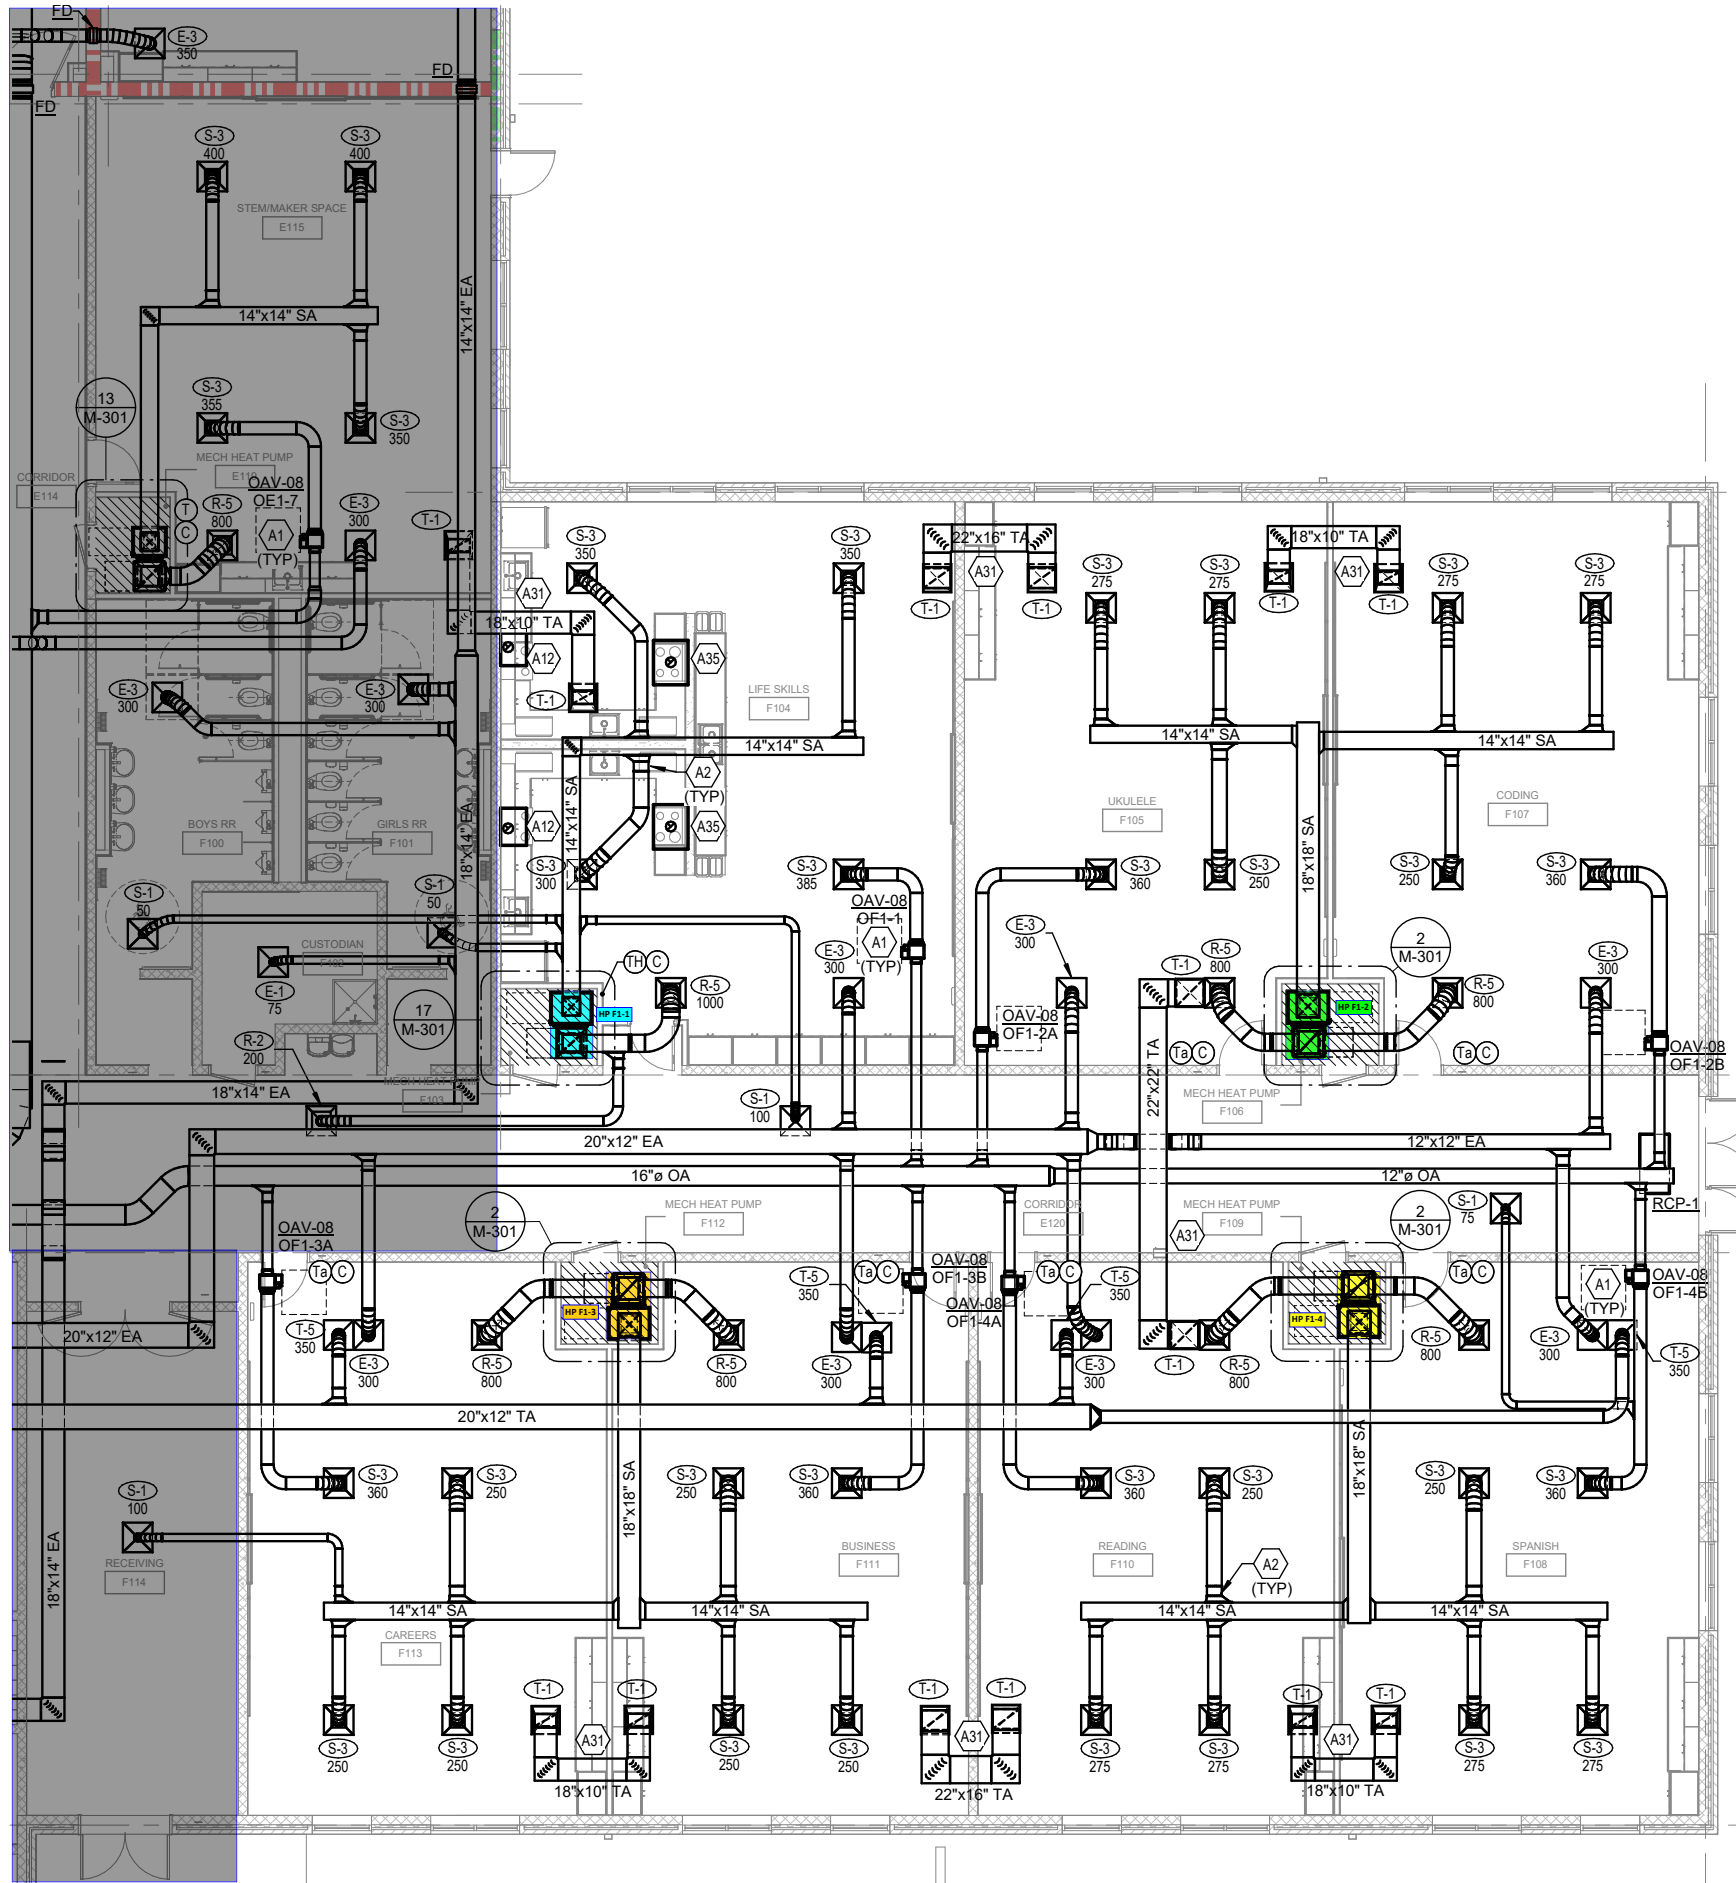 FD
E-3
350
FD
FD
S-3
400
S-3
400
STEM/MAKER SPACE
E115
14"x14" EA
14"x14" SA
S-3
355
13
M-301
S-3
350
MECH HEAT PUMP
E119
CORRIDOR
E114
OAV-08
OE1-7
T
C
R-5
800
A1
(TYP)
E-3
300
T-1
S-3
350
S-3
350
22"x16" TA
A31
T-1
T-1
S-3
275
S-3
275
18"x10" TA
A31
T-1
T-1
S-3
275
S-3
275
A31
18"x10" TA
A12
A35
T-1
E-3
300
E-3
300
LIFE SKILLS
F104
14"x14" SA
14"x14" SA
14"x14" SA
A2
(TYP)
14"x14" SA
18"x14" EA
A12
A35
UKULELE
F105
CODING
F107
18"x18" SA
BOYS RR
F100
GIRLS RR
F101
S-3
300
S-3
385
S-3
360
S-3
250
S-3
250
S-3
360
S-1
50
S-1
50
OAV-08
OF1-1
A1
(TYP)
E-3
300
E-3
300
2
M-301
CUSTODIAN
F102
TH
C
E-1
75
R-5
1000
T-1
R-5
800
R-5
800
E-3
300
HP F1-1
HP F1-2
17
M-301
OAV-08
OF1-2A
R-2
200
Ta
C
Ta
C
OAV-08
OF1-2B
22"x22" TA
MECH HEAT PUMP
F103
18"x14" EA
S-1
100
MECH HEAT PUMP
F106
20"x12" EA
12"x12" EA
16"ø OA
12"ø OA
2
M-301
MECH HEAT PUMP
F112
CORRIDOR
E120
MECH HEAT PUMP
F109
2
M-301
S-1
75
RCP-1
A31
OAV-08
OF1-3A
Ta
C
Ta
C
OAV-08
OF1-3B
Ta
C
Ta
C
OAV-08
OF1-4B
T-5
350
OAV-08
OF1-4A
T-5
350
A1
(TYP)
HP F1-3
HP F1-4
20"x12" EA
T-5
350
E-3
300
R-5
800
R-5
800
E-3
300
E-3
300
T-1
R-5
800
R-5
800
E-3
300
T-5
350
20"x12" TA
S-3
360
S-3
250
18"x18" SA
S-3
250
S-3
360
S-3
360
S-3
250
18"x18" SA
S-3
250
S-3
360
S-1
100
RECEIVING
F114
18"x14" EA
BUSINESS
F111
READING
F110
A2
(TYP)
SPANISH
F108
14"x14" SA
14"x14" SA
14"x14" SA
14"x14" SA
CAREERS
F113
T-1
T-1
T-1
T-1
T-1
T-1
S-3
250
S-3
250
A31
S-3
250
S-3
250
A31
S-3
275
S-3
275
A31
S-3
275
S-3
275
18"x10" TA
22"x16" TA
18"x10" TA